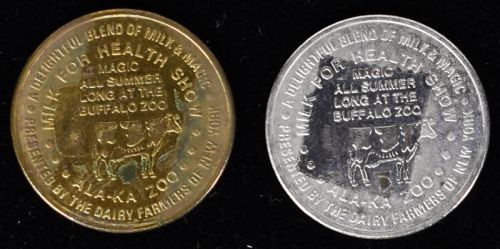 • A DELIGHTFUL BLEND OF MILK & MAGIC •
PRESENTED BY THE DAIRY FARMERS OF NEW YORK
• MILK FOR HEALTH SHOW •
MAGIC
ALL SUMMER
LONG AT THE
BUFFALO ZOO
ALA-KA ZOO
• A DELIGHTFUL BLEND OF MILK & MAGIC •
PRESENTED BY THE DAIRY FARMERS OF NEW YORK
• MILK FOR HEALTH SHOW •
MAGIC
ALL SUMMER
LONG AT THE
BUFFALO ZOO
ALA-KA ZOO